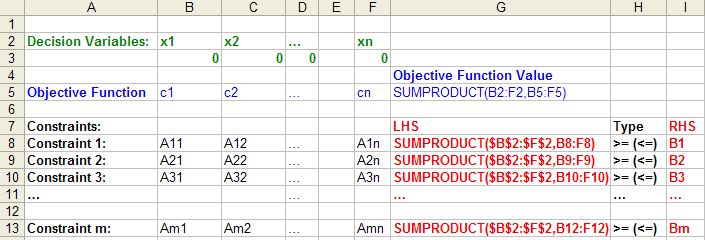 A B C D E F G H I
1
2 Decision Variables: x1 x2 ... xn
3 0 0 0 0
4 Objective Function Value
5 Objective Function c1 c2 ... cn SUMPRODUCT(B2:F2,B5:F5)
6
7 Constraints: LHS Type RHS
8 Constraint 1: A11 A12 ... A1n SUMPRODUCT($B$2:$F$2,B8:F8) >= (<=) B1
9 Constraint 2: A21 A22 ... A2n SUMPRODUCT($B$2:$F$2,B9:F9) >= (<=) B2
10 Constraint 3: A31 A32 ... A3n SUMPRODUCT($B$2:$F$2,B10:F10) >= (<=) B3
11 ... ... ... ... ...
12
13 Constraint m: Am1 Am2 ... Amn SUMPRODUCT($B$2:$F$2,B12:F12) >= (<=) Bm